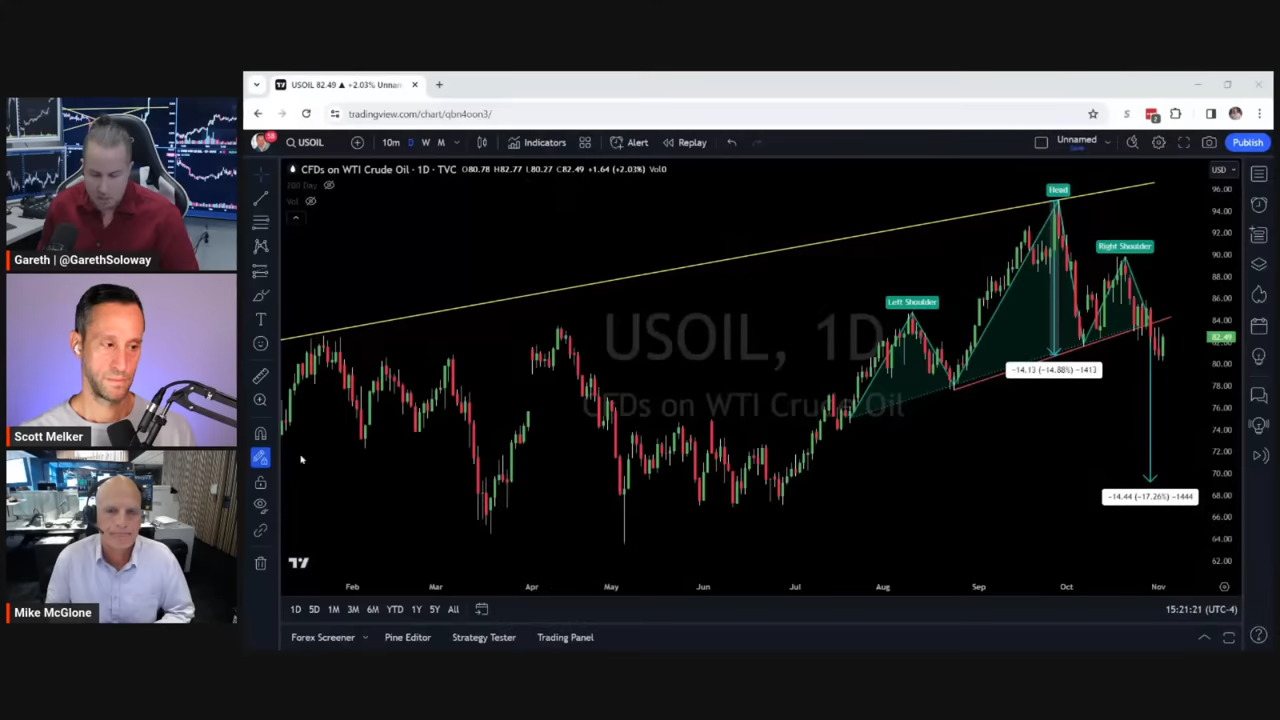 USOIL 82.49 ▲ +2.03% Unnan
tradingview.com/chart/qbn4oon3/
58
USOIL
10m D W M
Indicators
Alert
Replay
Unnamed
Save
Publish
CFDs on WTI Crude Oil · 1D · TVC O80.78 H82.77 L80.27 C82.49 +1.64 (+2.03%) Vol0
200 Day
Vol
USD
96.00
94.00
92.00
90.00
88.00
86.00
84.00
82.49
80.00
78.00
76.00
74.00
72.00
70.00
68.00
66.00
64.00
62.00
Head
Right Shoulder
Left Shoulder
USOIL, 1D
CFDs on WTI Crude Oil
−14.13 (−14.88%) −1413
−14.44 (−17.26%) −1444
Gareth | @GarethSoloway
Scott Melker
Mike McGlone
Feb Mar Apr May Jun Jul Aug Sep Oct Nov
1D 5D 1M 3M 6M YTD 1Y 5Y All
15:21:21 (UTC-4)
Forex Screener Pine Editor Strategy Tester Trading Panel